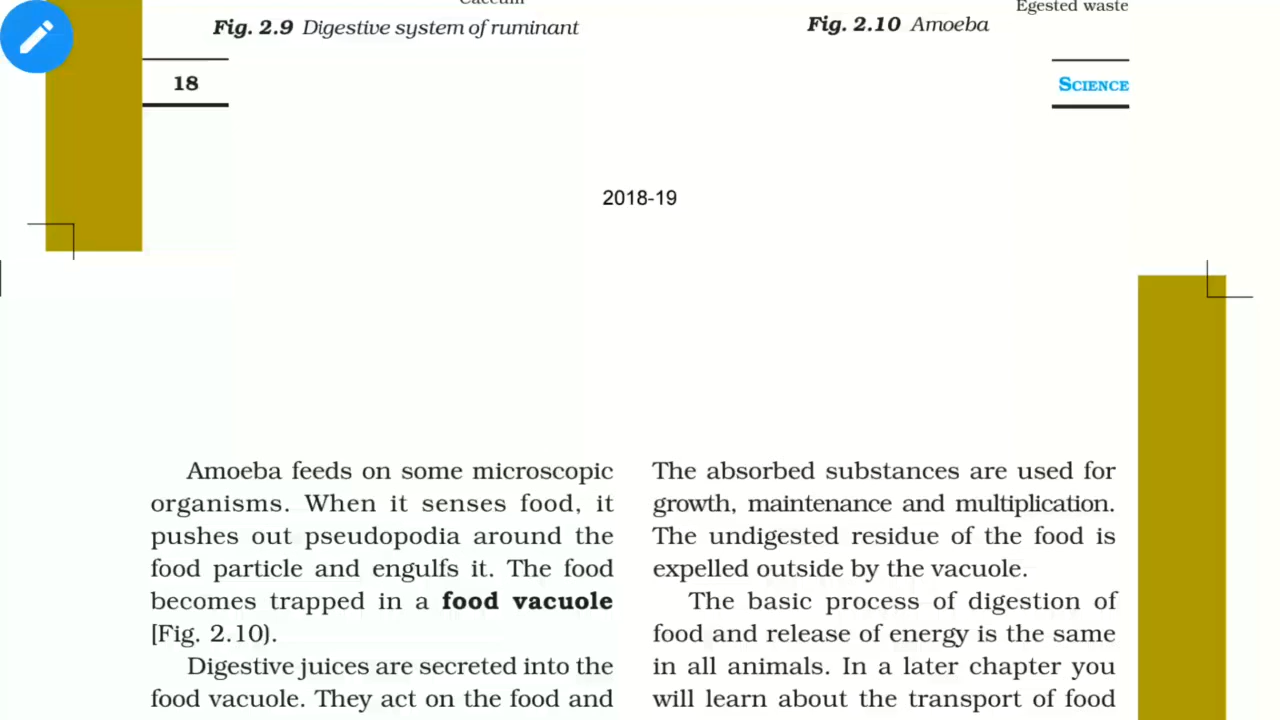 Caecum
Egested waste
Fig. 2.9 Digestive system of ruminant
Fig. 2.10 Amoeba
18
SCIENCE
2018-19
Amoeba feeds on some microscopic
organisms. When it senses food, it
pushes out pseudopodia around the
food particle and engulfs it. The food
becomes trapped in a food vacuole
[Fig. 2.10).
Digestive juices are secreted into the
food vacuole. They act on the food and
The absorbed substances are used for
growth, maintenance and multiplication.
The undigested residue of the food is
expelled outside by the vacuole.
The basic process of digestion of
food and release of energy is the same
in all animals. In a later chapter you
will learn about the transport of food